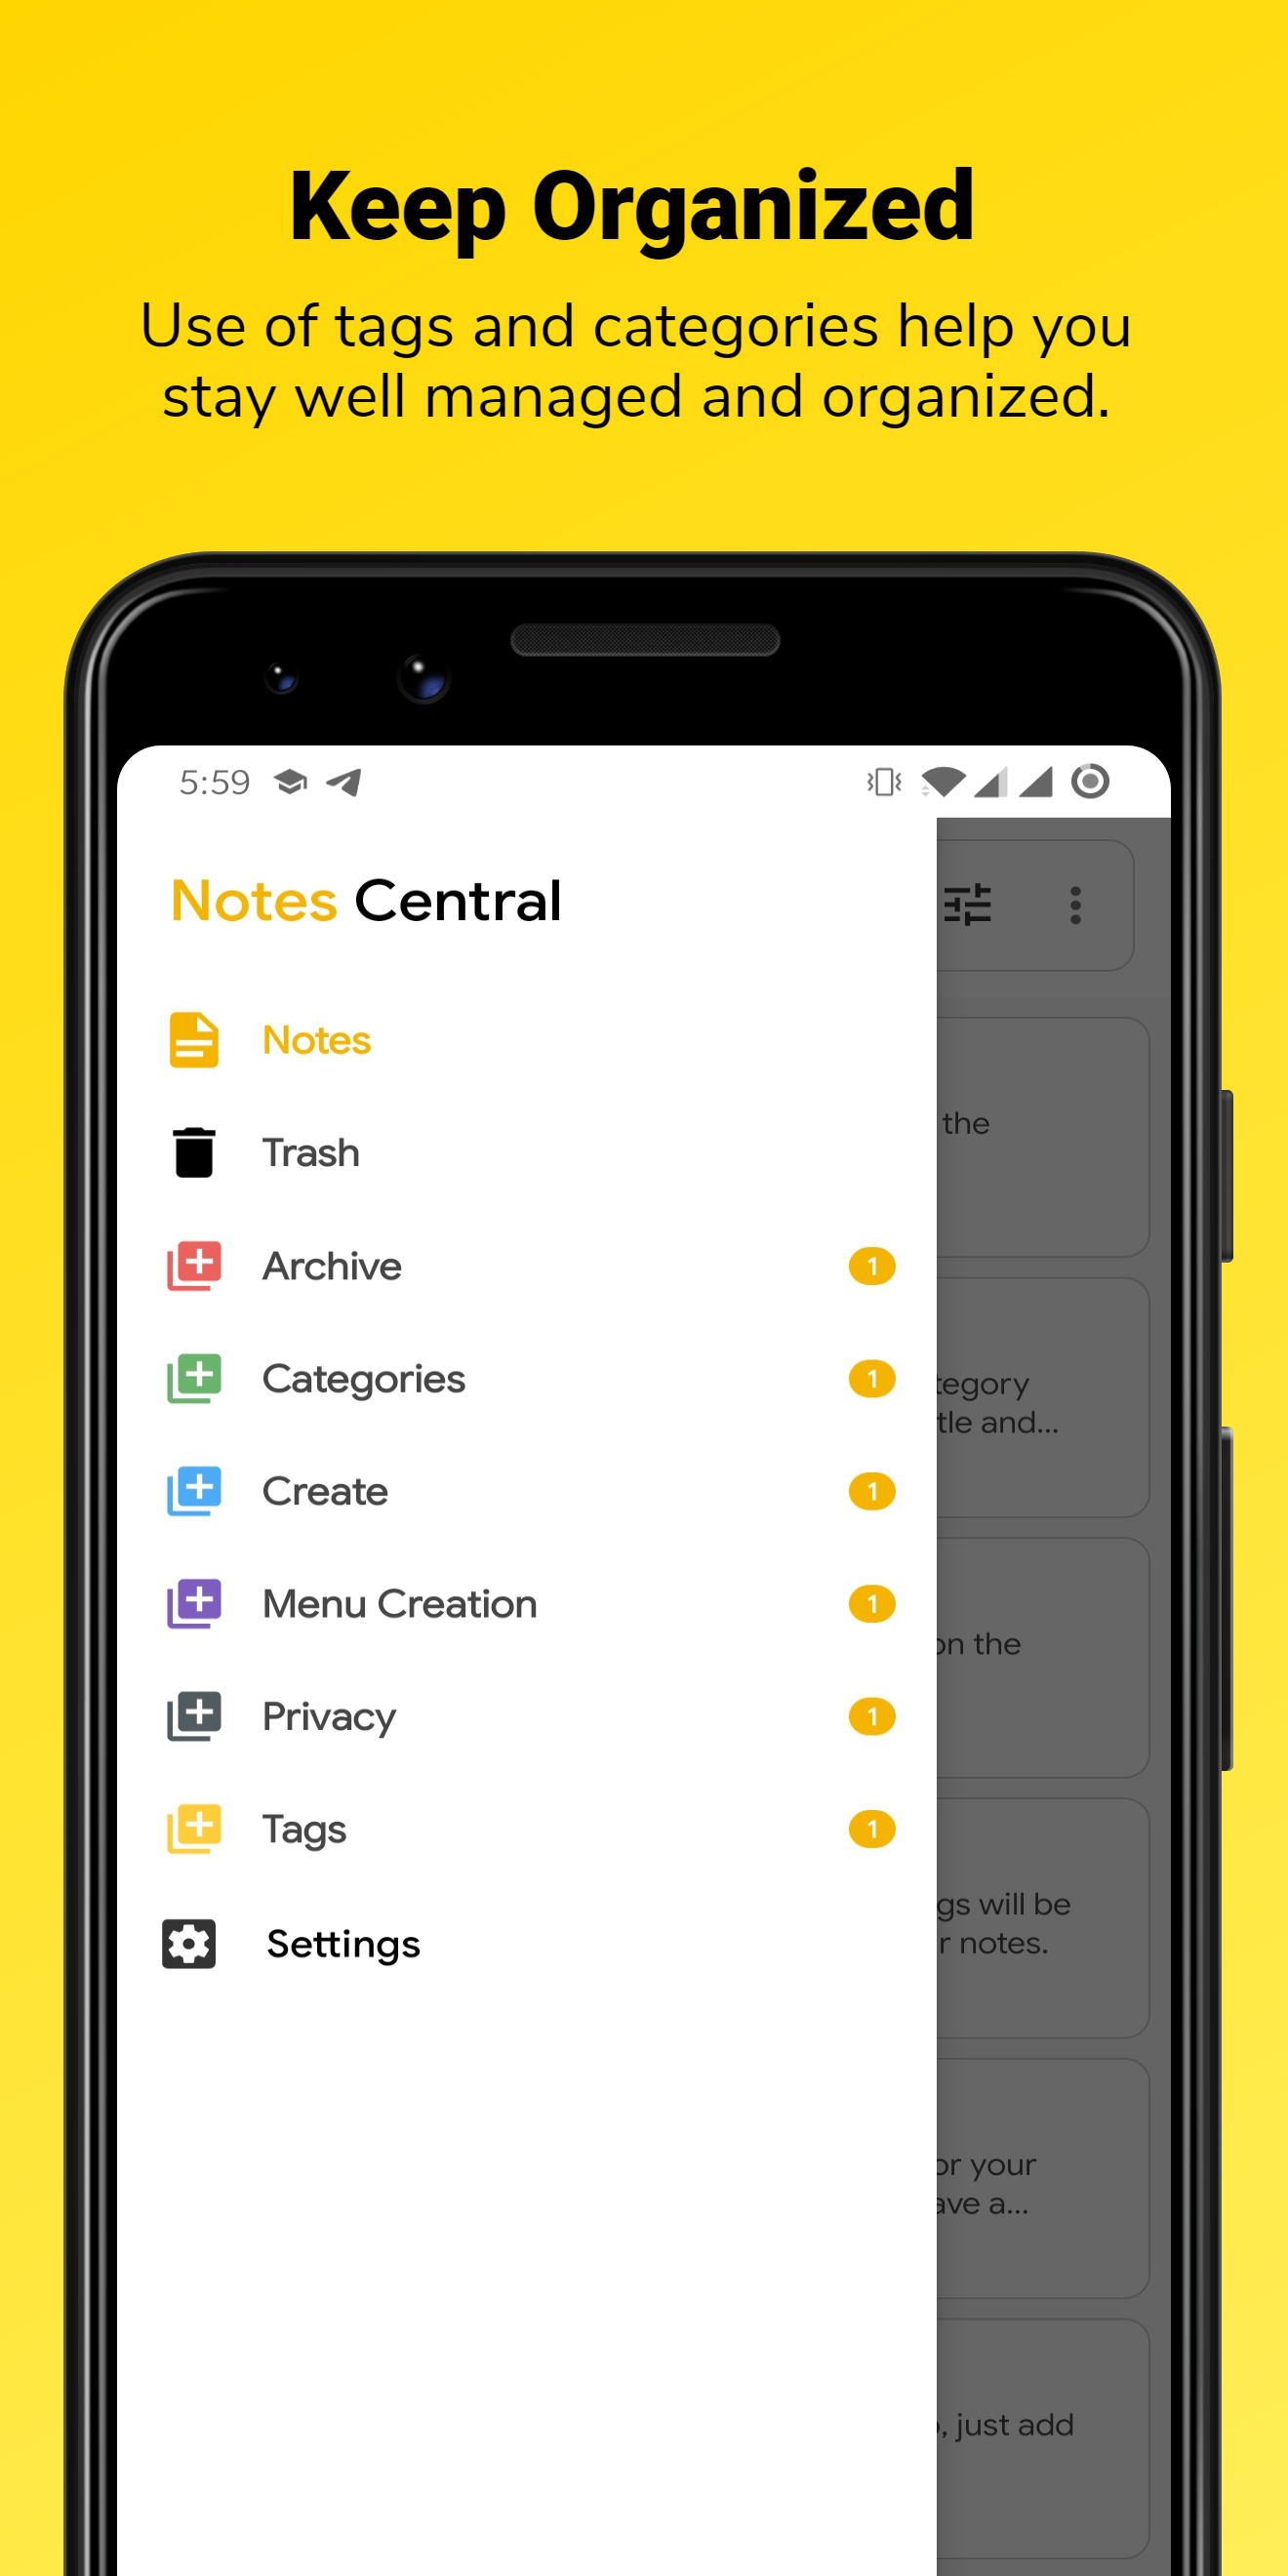 Keep Organized
Use of tags and categories help you
stay well managed and organized.
5:59
Notes Central
Notes
the
Trash
Archive 1
Categories 1
tegory
tle and...
Create 1
Menu Creation 1
on the
Privacy 1
Tags 1
gs will be
r notes.
Settings
or your
ave a...
, just add